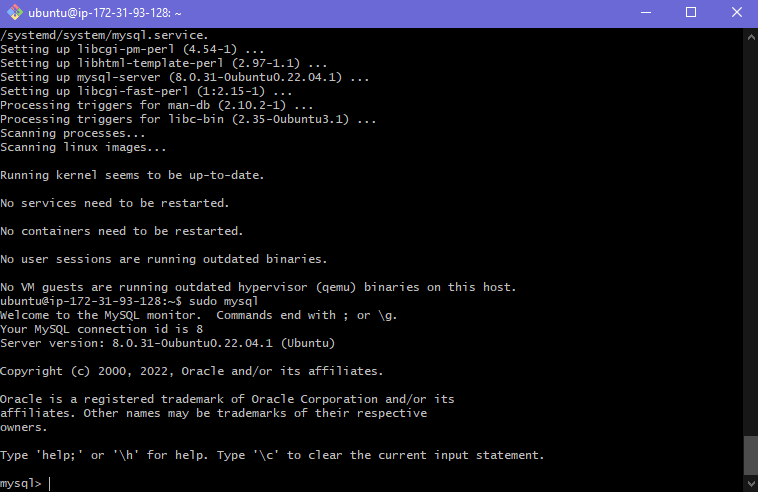 ubuntu@ip-172-31-93-128: ~
/systemd/system/mysql.service.
Setting up libcgi-pm-perl (4.54-1) ...
Setting up libhtml-template-perl (2.97-1.1) ...
Setting up mysql-server (8.0.31-0ubuntu0.22.04.1) ...
Setting up libcgi-fast-perl (1:2.15-1) ...
Processing triggers for man-db (2.10.2-1) ...
Processing triggers for libc-bin (2.35-0ubuntu3.1) ...
Scanning processes...
Scanning linux images...
Running kernel seems to be up-to-date.
No services need to be restarted.
No containers need to be restarted.
No user sessions are running outdated binaries.
No VM guests are running outdated hypervisor (qemu) binaries on this host.
ubuntu@ip-172-31-93-128:~$ sudo mysql
Welcome to the MySQL monitor.  Commands end with ; or \g.
Your MySQL connection id is 8
Server version: 8.0.31-0ubuntu0.22.04.1 (Ubuntu)
Copyright (c) 2000, 2022, Oracle and/or its affiliates.
Oracle is a registered trademark of Oracle Corporation and/or its
affiliates. Other names may be trademarks of their respective
owners.
Type 'help;' or '\h' for help. Type '\c' to clear the current input statement.
mysql>